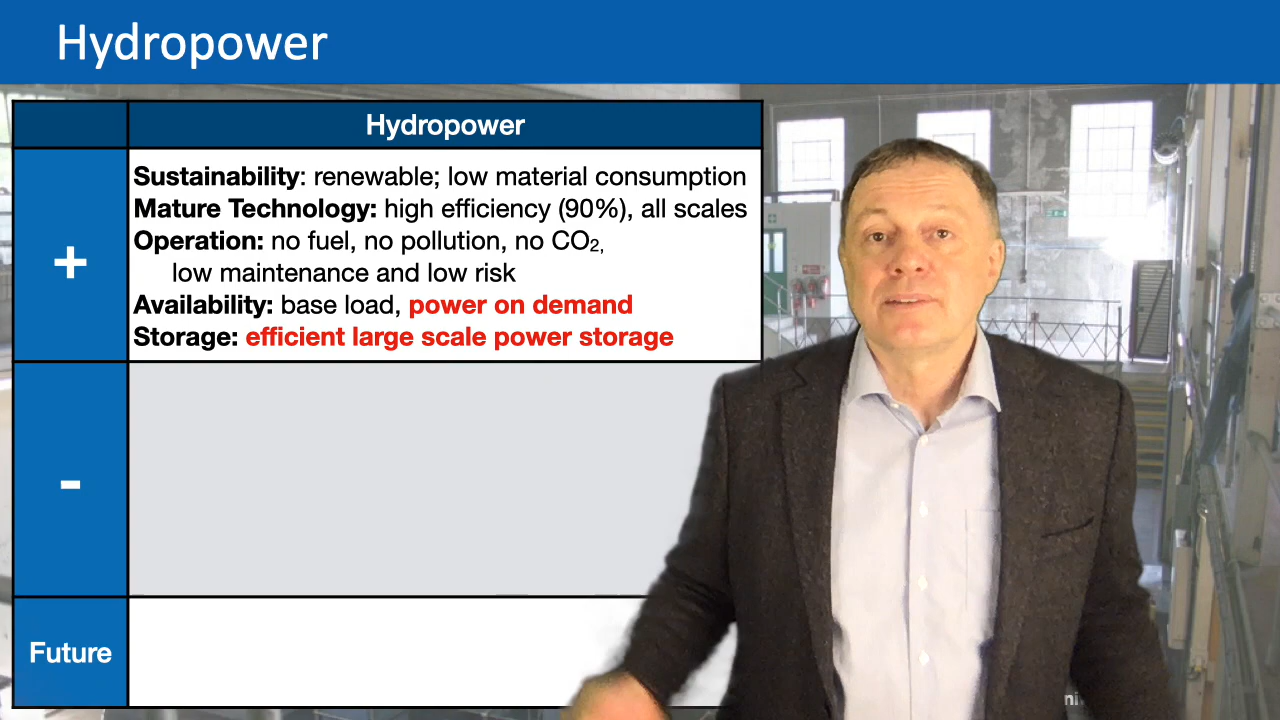 Hydropower
Hydropower
+
Sustainability: renewable; low material consumption
Mature Technology: high efficiency (90%), all scales
Operation: no fuel, no pollution, no CO2,
low maintenance and low risk
Availability: base load, power on demand
Storage: efficient large scale power storage
-
Future